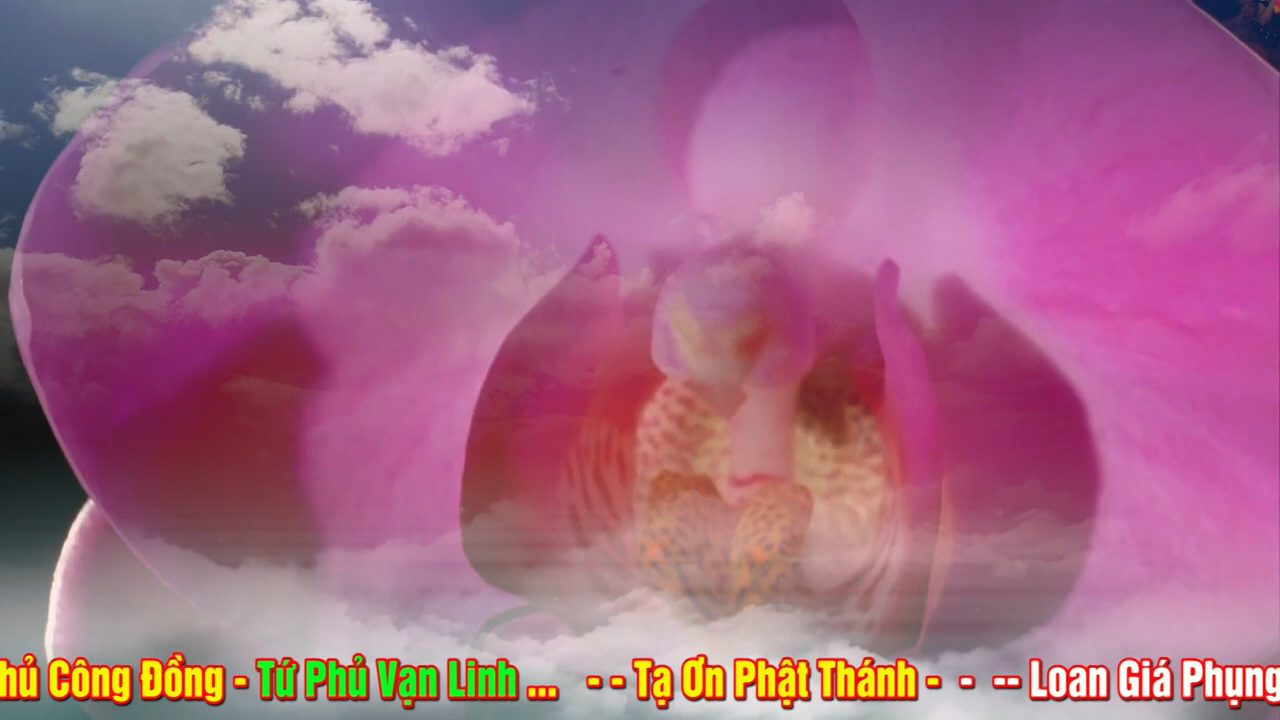 hủ Công Đồng - Tứ Phủ Vạn Linh ... - - Tạ Ơn Phật Thánh - - -- Loan Giá Phụng